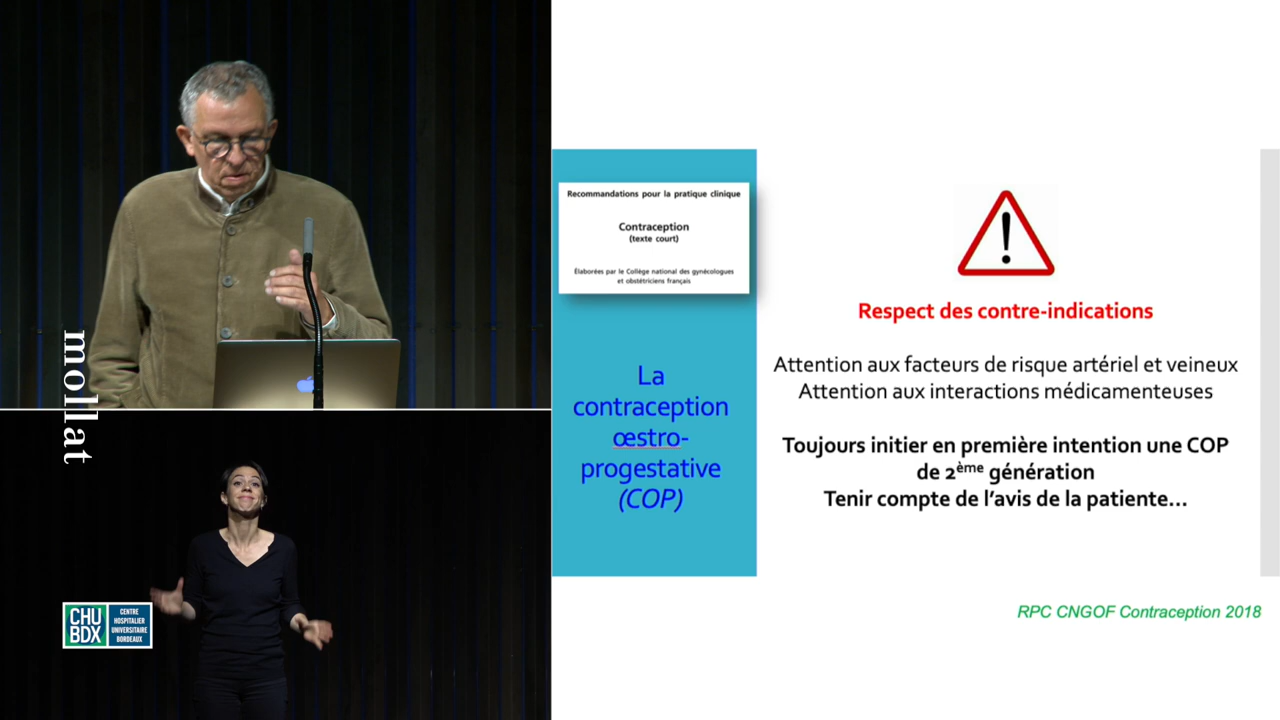 mollat
CHU
BDX
CENTRE
HOSPITALIER
UNIVERSITAIRE
BORDEAUX
Recommandations pour la pratique clinique
Contraception
(texte court)
Élaborées par le Collège national des gynécologues
et obstétriciens français
La
contraception
œstro-
progestative
(COP)
Respect des contre-indications
Attention aux facteurs de risque artériel et veineux
Attention aux interactions médicamenteuses
Toujours initier en première intention une COP
de 2ème génération
Tenir compte de l’avis de la patiente…
RPC CNGOF Contraception 2018